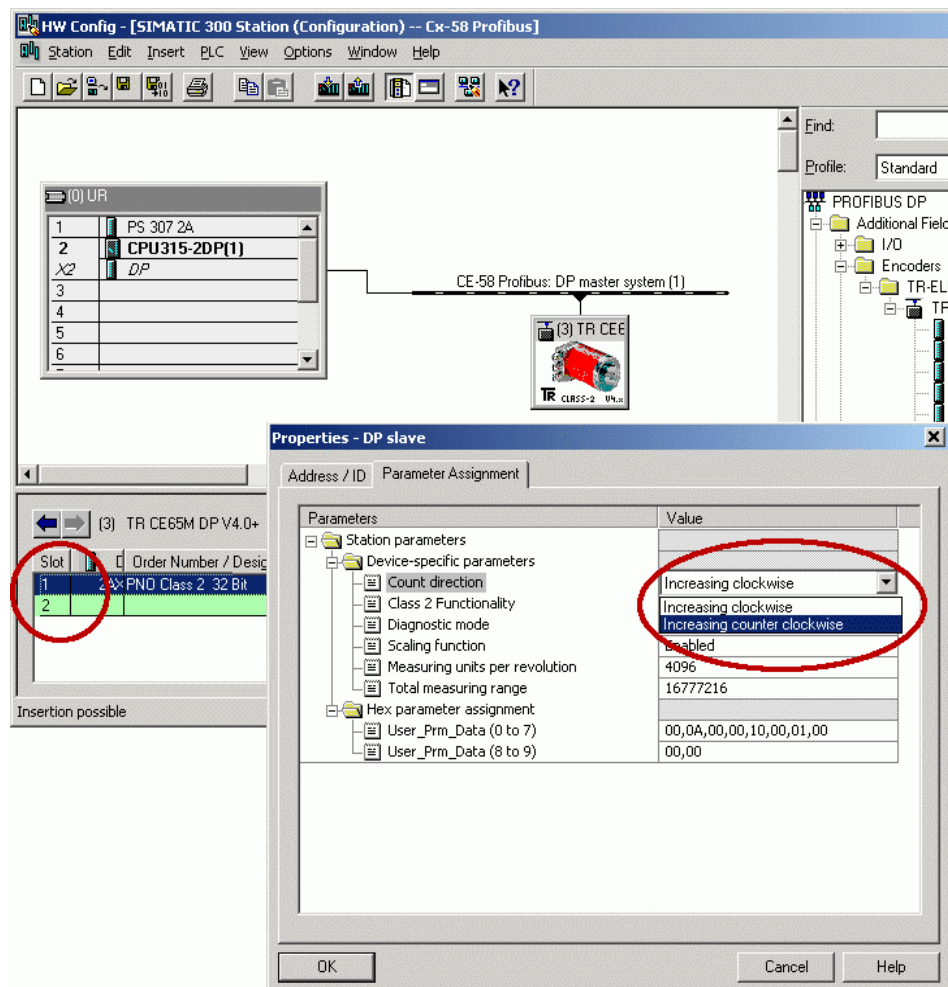 HW Config - [SIMATIC 300 Station (Configuration) -- Cx-58 Profibus]
Station Edit Insert PLC View Options Window Help
Find:
Profile: Standard
(0) UR
1 PS 307 2A
2 CPU315-2DP(1)
X2 DP
3
4
5
6
CE-58 Profibus: DP master system (1)
(3) TR CE6
TR CLASS-2 V4.x
PROFIBUS DP
Additional Field
I/O
Encoders
TR-EL
TR
Properties - DP slave
Address / ID Parameter Assignment
(3) TR CE65M DP V4.0+
Slot D Order Number / Desig
1 2AX PNO Class 2 32 Bit
2
Insertion possible
Parameters Value
Station parameters
Device-specific parameters
Count direction Increasing clockwise
Class 2 Functionality Increasing clockwise
Diagnostic mode Increasing counter clockwise
Scaling function Enabled
Measuring units per revolution 4096
Total measuring range 16777216
Hex parameter assignment
User_Prm_Data (0 to 7) 00,0A,00,00,10,00,01,00
User_Prm_Data (8 to 9) 00,00
OK Cancel Help